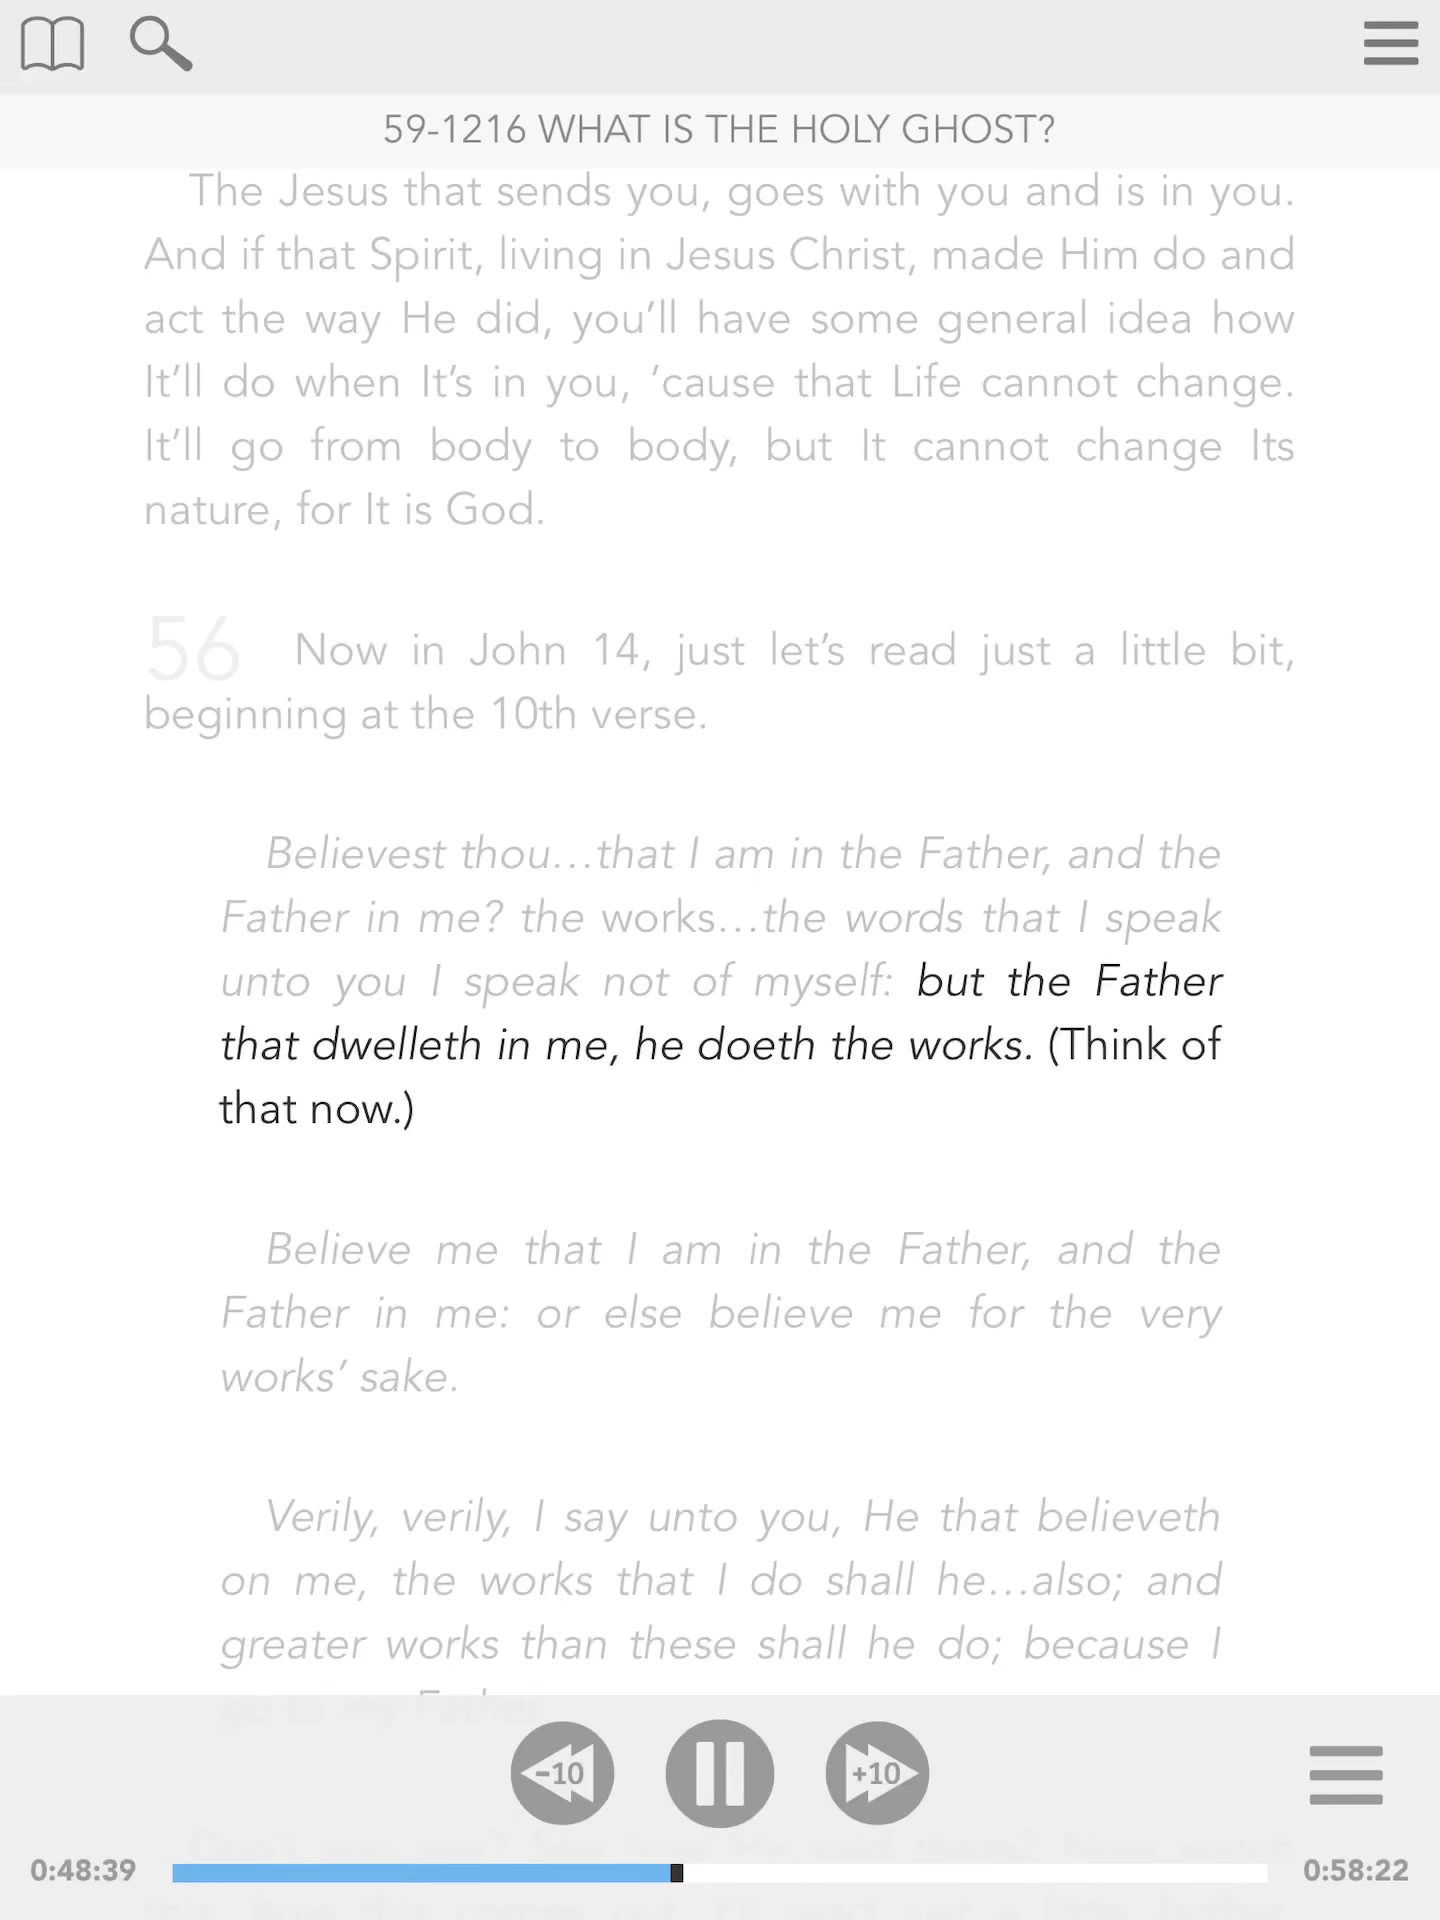 59-1216 WHAT IS THE HOLY GHOST?
The Jesus that sends you, goes with you and is in you.
And if that Spirit, living in Jesus Christ, made Him do and
act the way He did, you’ll have some general idea how
It’ll do when It’s in you, ’cause that Life cannot change.
It’ll go from body to body, but It cannot change Its
nature, for It is God.
56 Now in John 14, just let’s read just a little bit,
beginning at the 10th verse.
Believest thou…that I am in the Father, and the
Father in me? the works…the words that I speak
unto you I speak not of myself: but the Father
that dwelleth in me, he doeth the works. (Think of
that now.)
Believe me that I am in the Father, and the
Father in me: or else believe me for the very
works’ sake.
Verily, verily, I say unto you, He that believeth
on me, the works that I do shall he…also; and
greater works than these shall he do; because I
go to my Father
-10
+10
0:48:39
0:58:22